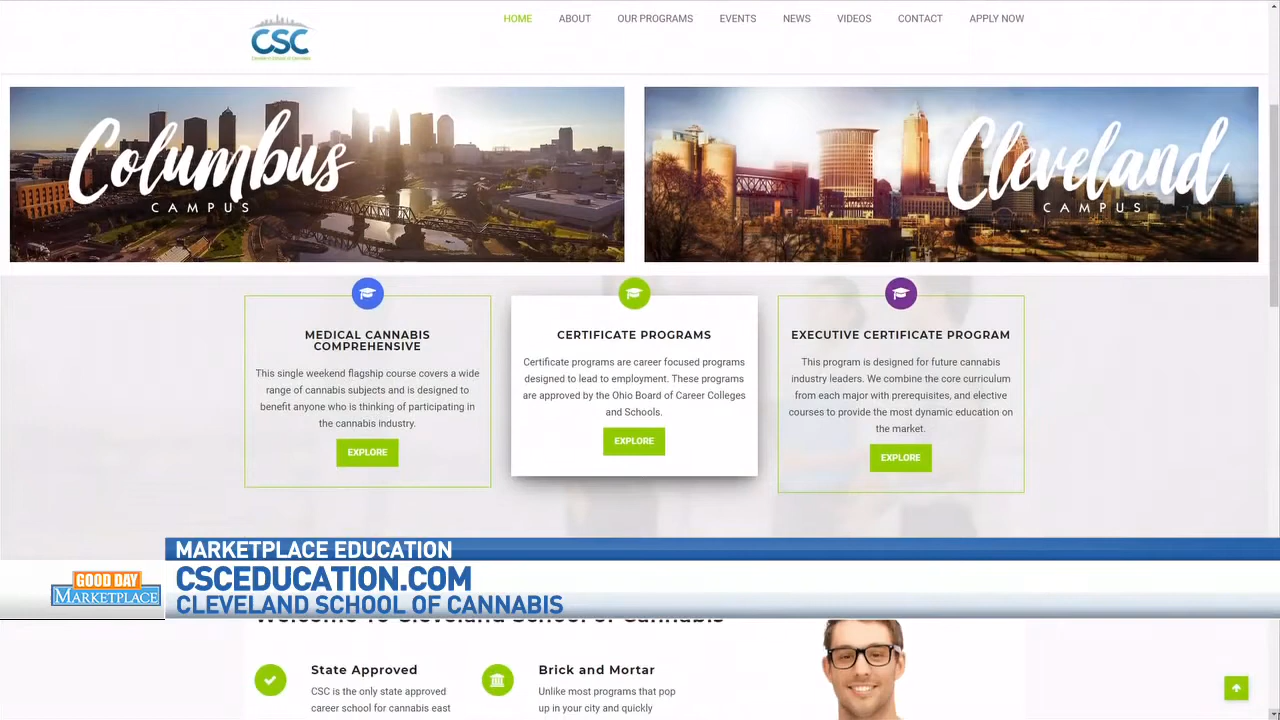 CSC
Cleveland School of Cannabis
HOME ABOUT OUR PROGRAMS EVENTS NEWS VIDEOS CONTACT APPLY NOW
Columbus
CAMPUS
Cleveland
CAMPUS
MEDICAL CANNABIS
COMPREHENSIVE
This single weekend flagship course covers a wide
range of cannabis subjects and is designed to
benefit anyone who is thinking of participating in
the cannabis industry.
EXPLORE
CERTIFICATE PROGRAMS
Certificate programs are career focused programs
designed to lead to employment. These programs
are approved by the Ohio Board of Career Colleges
and Schools.
EXPLORE
EXECUTIVE CERTIFICATE PROGRAM
This program is designed for future cannabis
industry leaders. We combine the core curriculum
from each major with prerequisites, and elective
courses to provide the most dynamic education on
the market.
EXPLORE
MARKETPLACE EDUCATION
GOOD DAY
MARKETPLACE
CSCEDUCATION.COM
CLEVELAND SCHOOL OF CANNABIS
Welcome To Cleveland School of Cannabis
State Approved
CSC is the only state approved
career school for cannabis east
Brick and Mortar
Unlike most programs that pop
up in your city and quickly